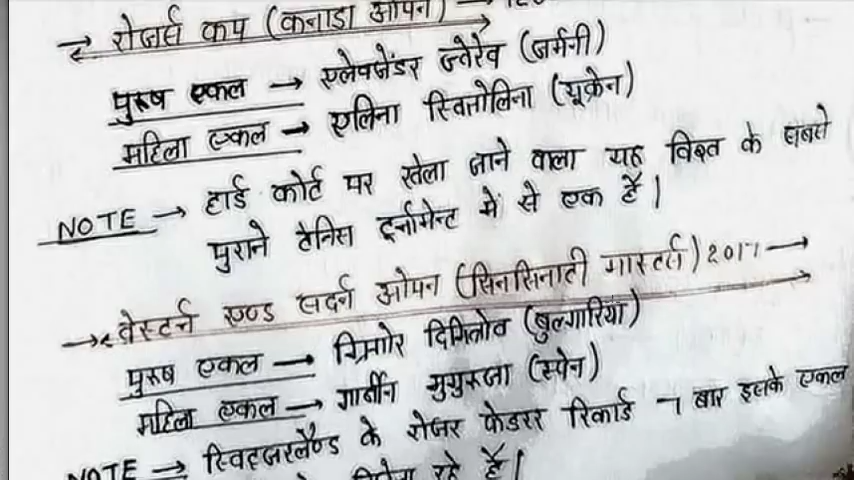 रोजर्स कप (कनाडा ओपन) →
पुरूष एकल → एलेक्जेंडर ज्वेरेव (जर्मनी)
महिला एकल → एलिना स्वितोलिना (यूक्रेन)
NOTE → हार्ड कोर्ट पर खेला जाने वाला यह विश्व के सबसे
पुराने टेनिस टूर्नामेन्ट में से एक है।
→ वेस्टर्न एण्ड सदर्न ओपन (सिनसिनाटी मास्टर्स) 2017 →
पुरूष एकल → ग्रिगोर दिमित्रोव (बुल्गारिया)
महिला एकल → गार्बीन मुगुरूजा (स्पेन)
NOTE → स्विट्जरलैण्ड के रोजर फेडरर रिकार्ड 7 बार इसके एकल
विजेता रहे हैं।